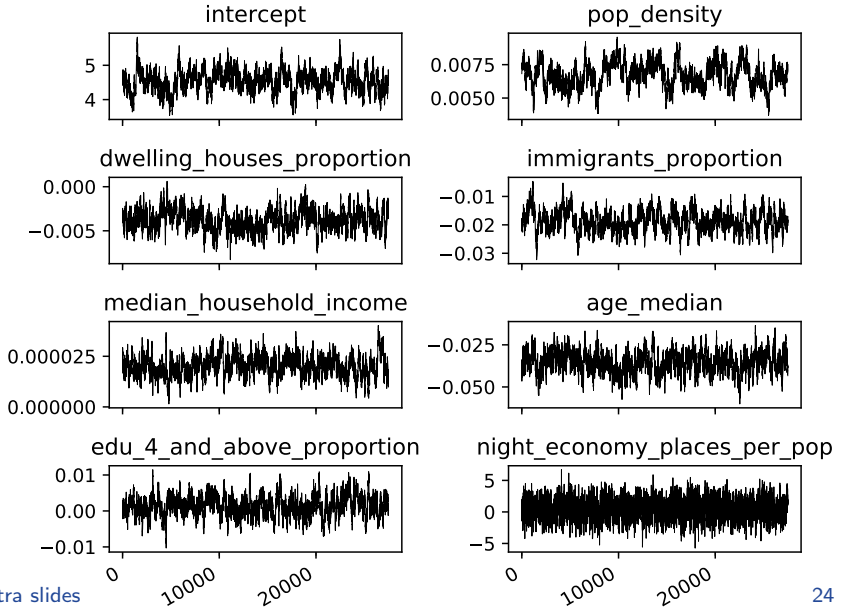 intercept
pop_density
5
4
0.0075
0.0050
dwelling_houses_proportion
immigrants_proportion
0.000
−0.005
−0.01
−0.02
−0.03
median_household_income
age_median
0.000025
0.000000
−0.025
−0.050
edu_4_and_above_proportion
night_economy_places_per_pop
0.01
0.00
−0.01
5
0
−5
0
10000
20000
0
10000
20000
tra slides
24